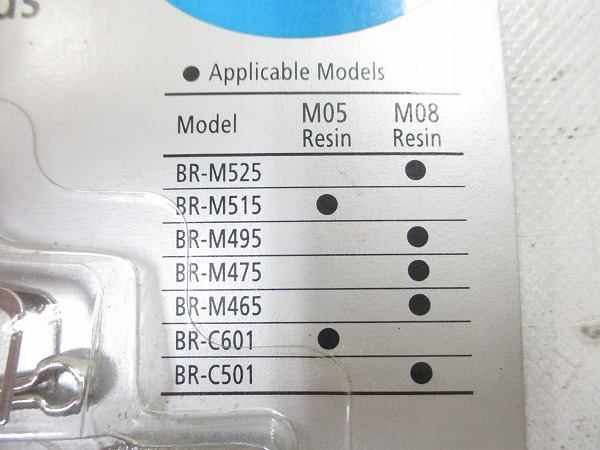 ● Applicable Models
Model M05 Resin M08 Resin
BR-M525 ●
BR-M515 ●
BR-M495 ●
BR-M475 ●
BR-M465 ●
BR-C601 ●
BR-C501 ●